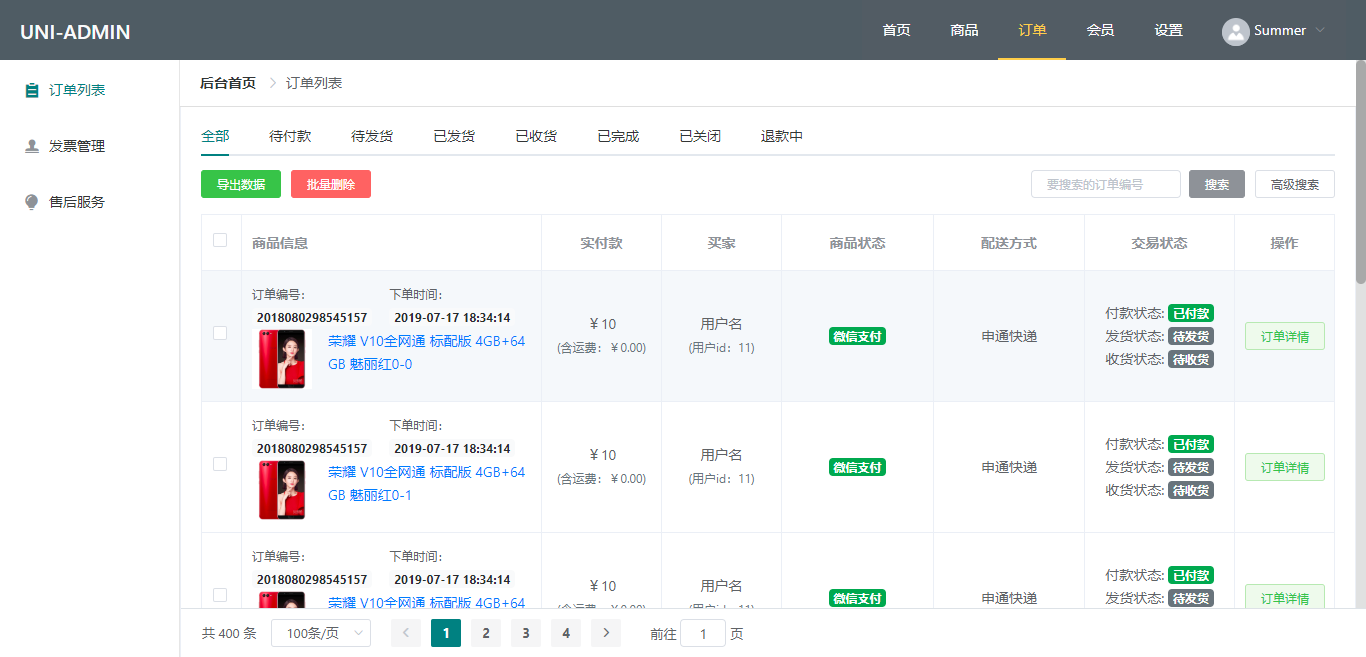 UNI-ADMIN
首页 商品 订单 会员 设置 Summer
订单列表
发票管理
售后服务
后台首页 订单列表
全部 待付款 待发货 已发货 已收货 已完成 已关闭 退款中
导出数据 批量删除 要搜索的订单编号 搜索 高级搜索
商品信息 实付款 买家 商品状态 配送方式 交易状态 操作
订单编号: 下单时间:
2018080298545157 2019-07-17 18:34:14
荣耀 V10全网通 标配版 4GB+64
GB 魅丽红0-0
¥10
(含运费: ¥0.00)
用户名
(用户id: 11)
微信支付
申通快递
付款状态: 已付款
发货状态: 待发货
收货状态: 待收货
订单详情
订单编号: 下单时间:
2018080298545157 2019-07-17 18:34:14
荣耀 V10全网通 标配版 4GB+64
GB 魅丽红0-1
¥10
(含运费: ¥0.00)
用户名
(用户id: 11)
微信支付
申通快递
付款状态: 已付款
发货状态: 待发货
收货状态: 待收货
订单详情
订单编号: 下单时间:
2018080298545157 2019-07-17 18:34:14
荣耀 V10全网通 标配版 4GB+64
¥10
用户名
微信支付
申通快递
付款状态: 已付款
发货状态: 待发货
订单详情
共 400 条 100条/页 1 2 3 4 前往 1 页